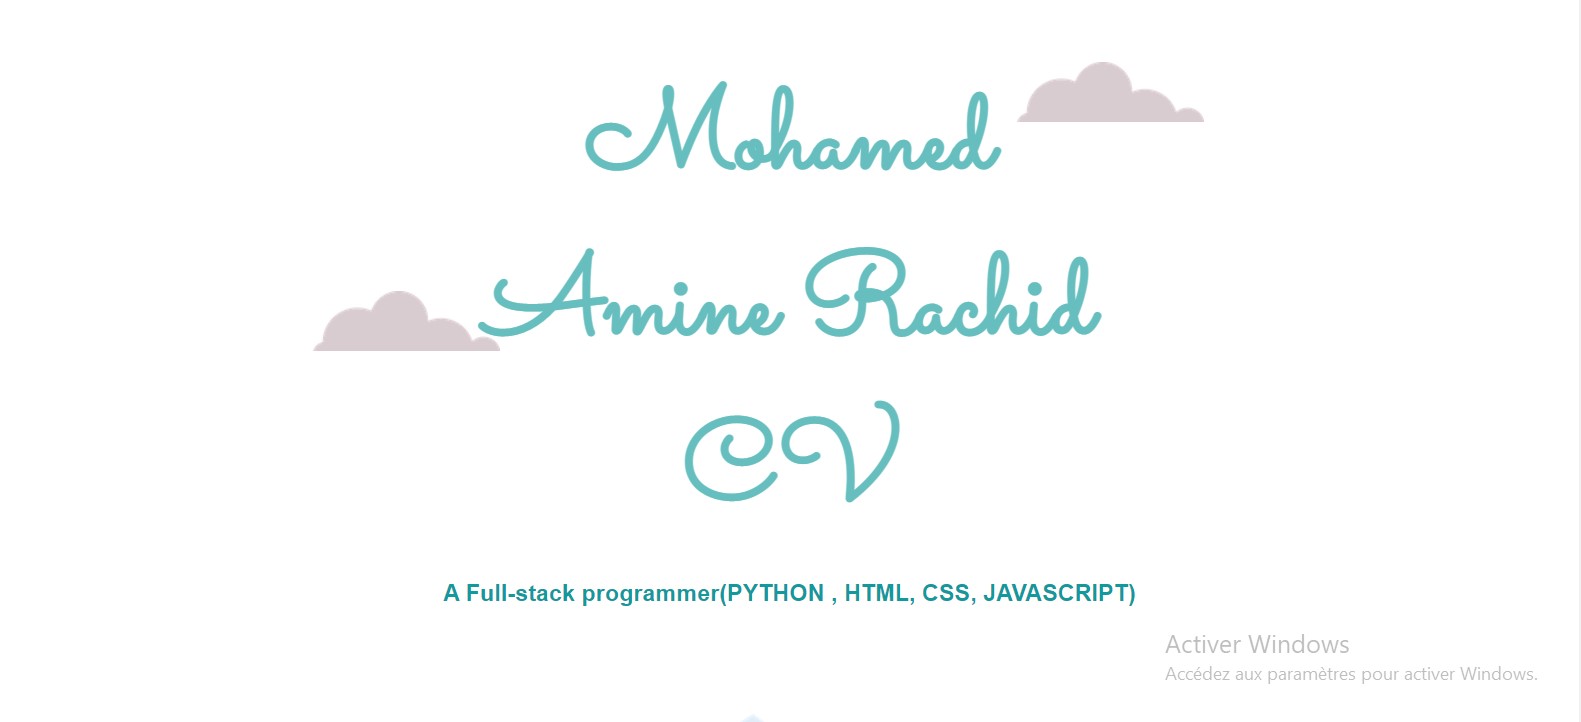 Mohamed
Amine Rachid
CV
A Full-stack programmer(PYTHON , HTML, CSS, JAVASCRIPT)
Activer Windows
Accédez aux paramètres pour activer Windows.